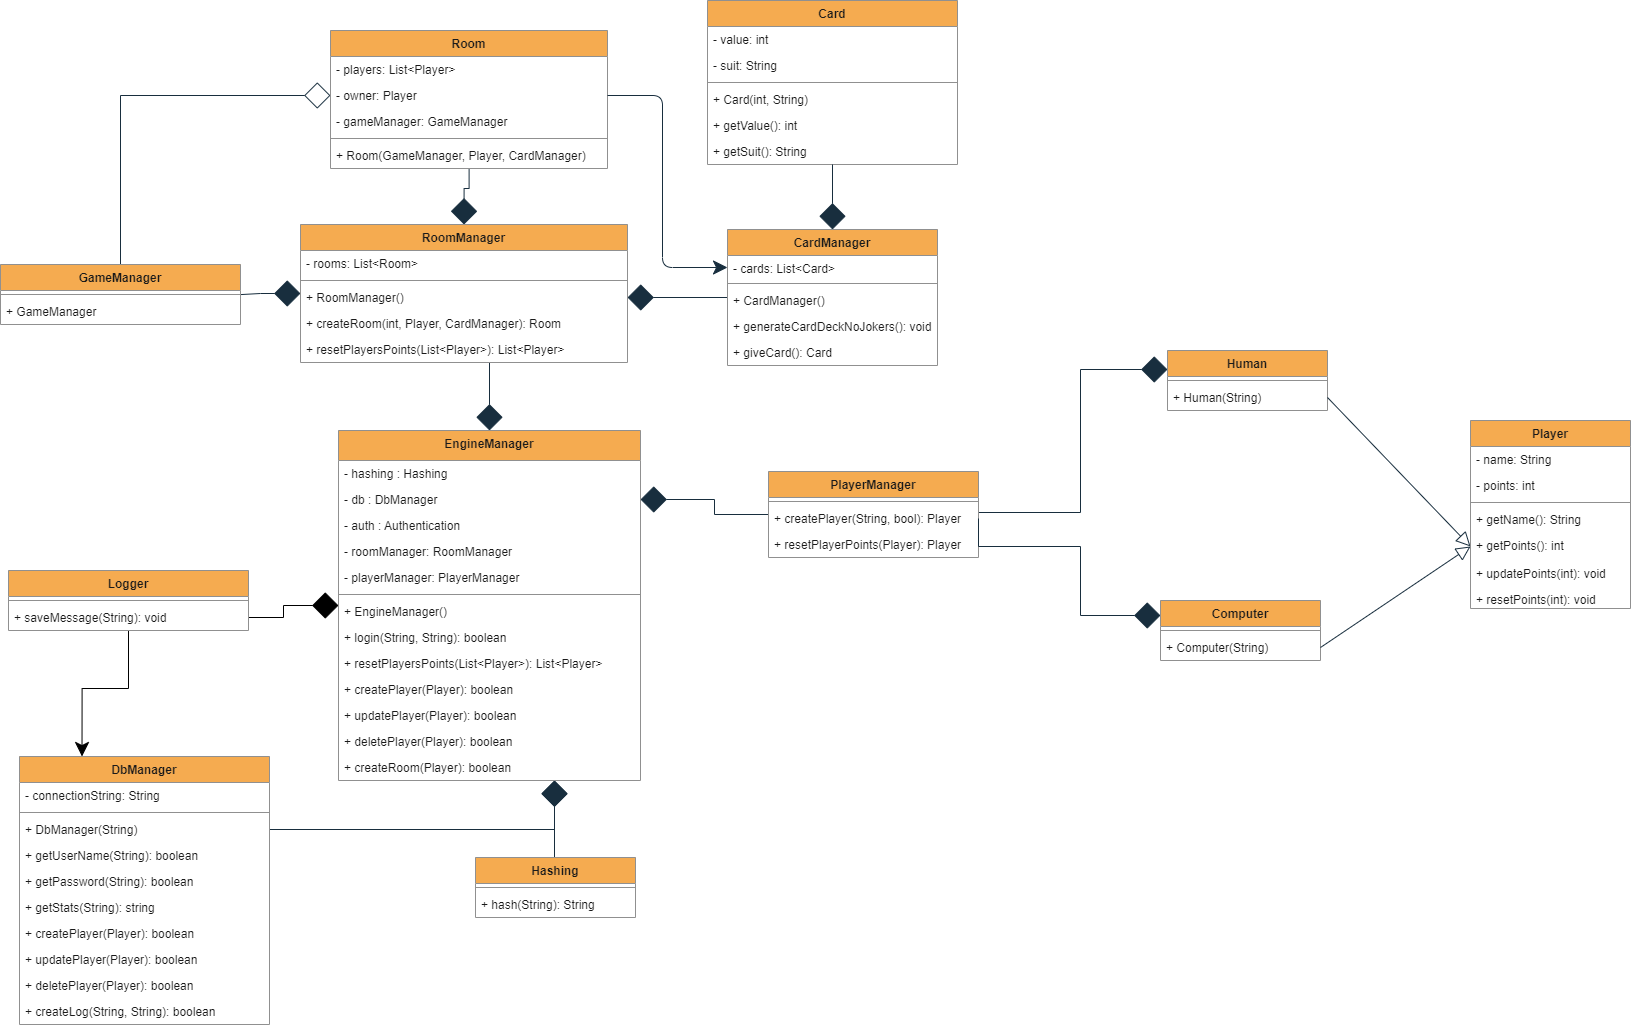 Card
- value: int
- suit: String
+ Card(int, String)
+ getValue(): int
+ getSuit(): String
Room
- players: List<Player>
- owner: Player
- gameManager: GameManager
+ Room(GameManager, Player, CardManager)
RoomManager
- rooms: List<Room>
+ RoomManager()
+ createRoom(int, Player, CardManager): Room
+ resetPlayersPoints(List<Player>): List<Player>
CardManager
- cards: List<Card>
+ CardManager()
+ generateCardDeckNoJokers(): void
+ giveCard(): Card
GameManager
+ GameManager
Human
+ Human(String)
Player
- name: String
- points: int
+ getName(): String
+ getPoints(): int
+ updatePoints(int): void
+ resetPoints(int): void
EngineManager
- hashing : Hashing
- db : DbManager
- auth : Authentication
- roomManager: RoomManager
- playerManager: PlayerManager
+ EngineManager()
+ login(String, String): boolean
+ resetPlayersPoints(List<Player>): List<Player>
+ createPlayer(Player): boolean
+ updatePlayer(Player): boolean
+ deletePlayer(Player): boolean
+ createRoom(Player): boolean
PlayerManager
+ createPlayer(String, bool): Player
+ resetPlayerPoints(Player): Player
Logger
+ saveMessage(String): void
Computer
+ Computer(String)
DbManager
- connectionString: String
+ DbManager(String)
+ getUserName(String): boolean
+ getPassword(String): boolean
+ getStats(String): string
+ createPlayer(Player): boolean
+ updatePlayer(Player): boolean
+ deletePlayer(Player): boolean
+ createLog(String, String): boolean
Hashing
+ hash(String): String